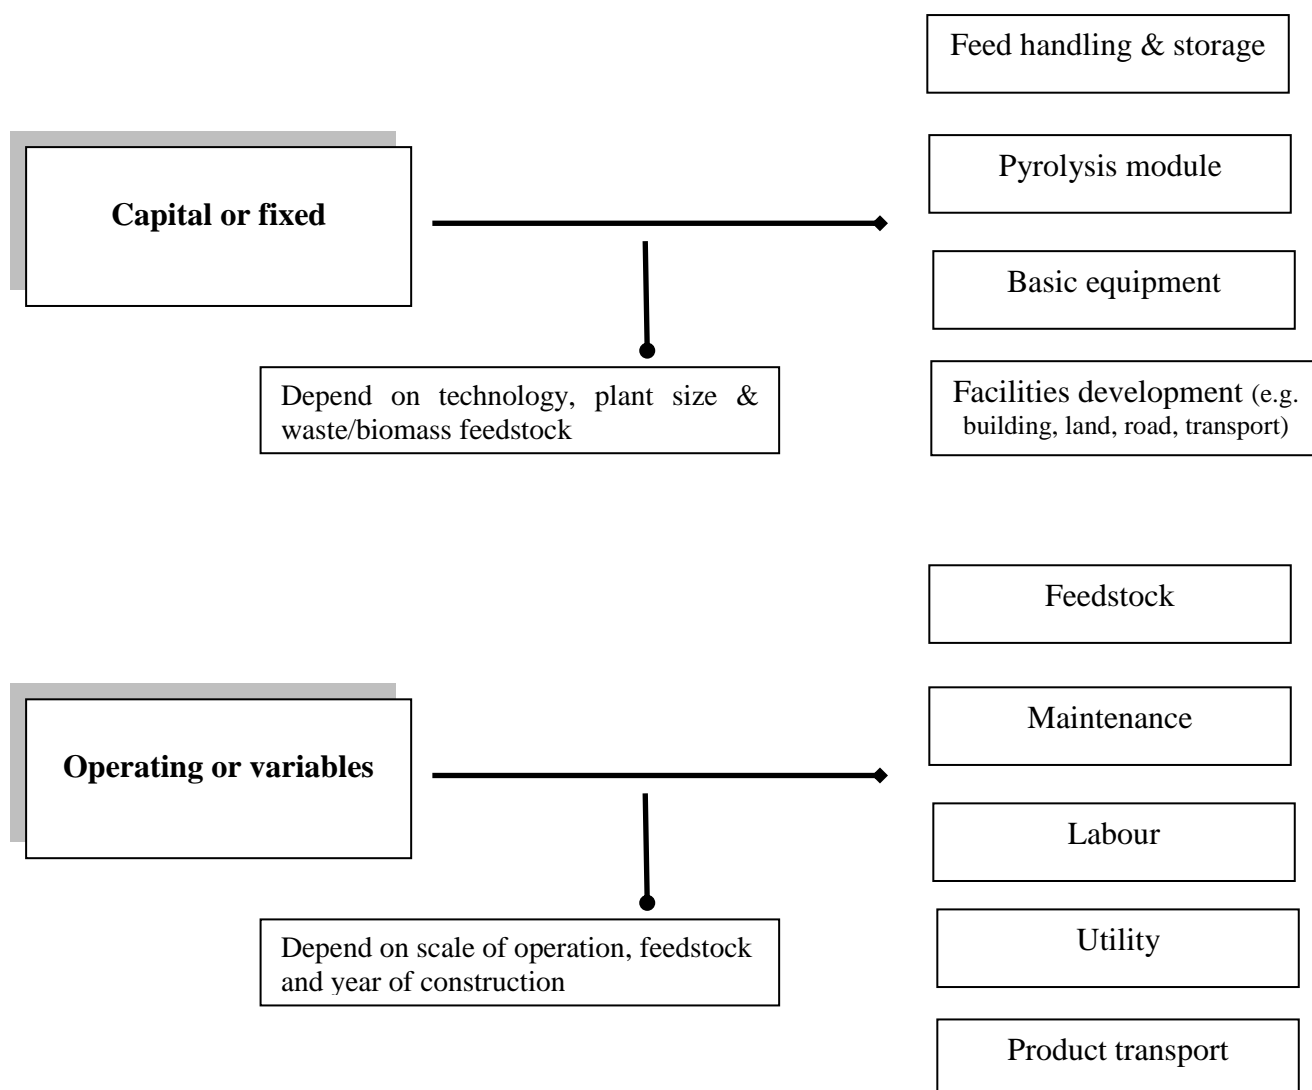 Feed handling & storage
Pyrolysis module
Capital or fixed
Basic equipment
Depend on technology, plant size &
waste/biomass feedstock
Facilities development (e.g.
building, land, road, transport)
Feedstock
Maintenance
Operating or variables
Labour
Depend on scale of operation, feedstock
and year of construction
Utility
Product transport